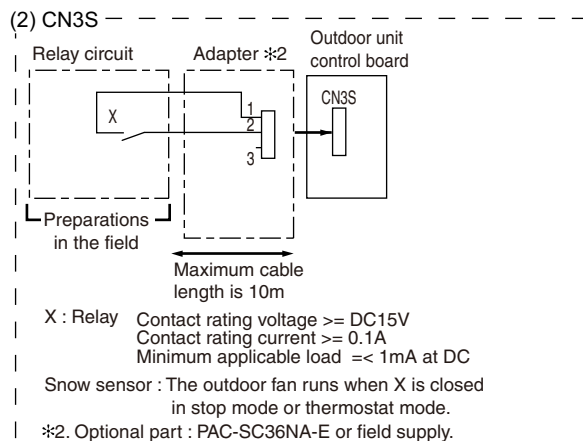 (2) CN3S
Relay circuit
Adapter ✻2
Outdoor unit
control board
X
1
2
3
CN3S
Preparations
in the field
Maximum cable
length is 10m
X : Relay
Contact rating voltage >= DC15V
Contact rating current >= 0.1A
Minimum applicable load =< 1mA at DC
Snow sensor : The outdoor fan runs when X is closed
in stop mode or thermostat mode.
✻2. Optional part : PAC-SC36NA-E or field supply.